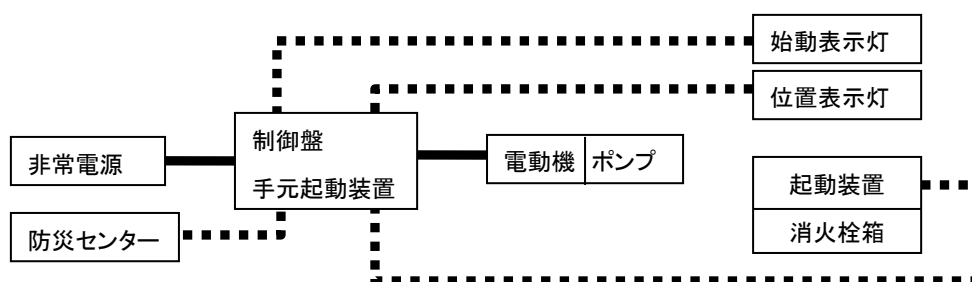 始動表示灯
位置表示灯
制御盤
手元起動装置
非常電源
電動機
ポンプ
起動装置
消火栓箱
防災センター